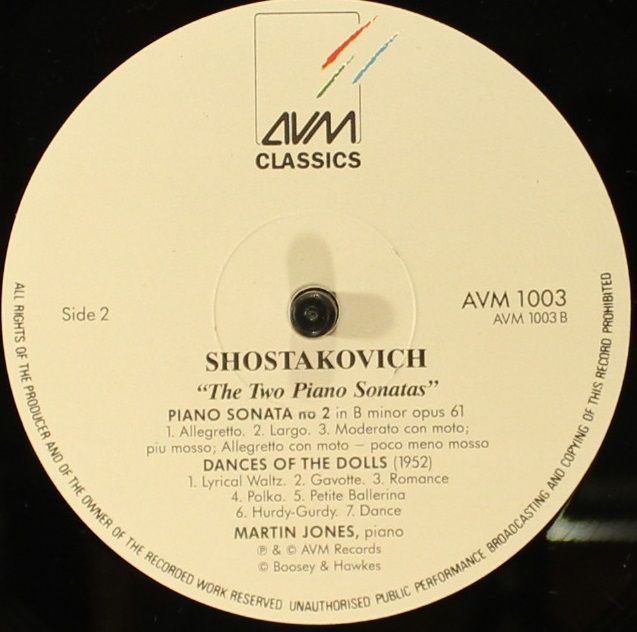 AVM
CLASSICS
Side 2
AVM 1003
AVM 1003 B
SHOSTAKOVICH
"The Two Piano Sonatas"
PIANO SONATA no 2 in B minor opus 61
1. Allegretto. 2. Largo. 3. Moderato con moto;
piu mosso; Allegretto con moto – poco meno mosso
DANCES OF THE DOLLS (1952)
1. Lyrical Waltz. 2. Gavotte. 3. Romance
4. Polka. 5. Petite Ballerina
6. Hurdy-Gurdy. 7. Dance
MARTIN JONES, piano
℗ & © AVM Records
© Boosey & Hawkes
ALL RIGHTS OF THE PRODUCER AND OF THE OWNER OF THE RECORDED WORK RESERVED UNAUTHORISED PUBLIC PERFORMANCE BROADCASTING AND COPYING OF THIS RECORD PROHIBITED